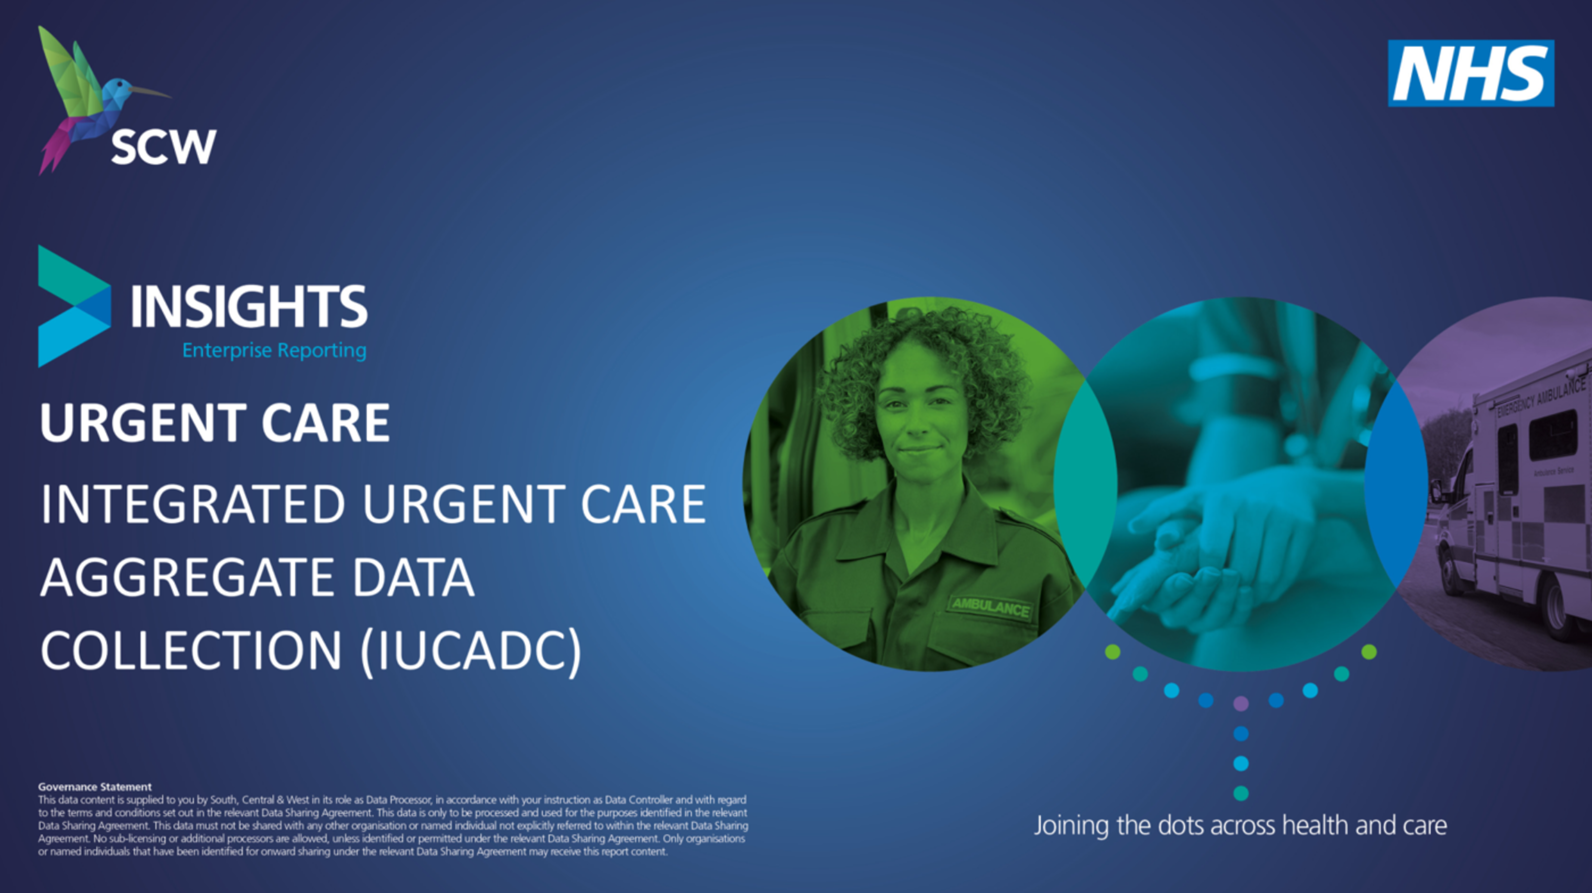 SCW
NHS
INSIGHTS
Enterprise Reporting
URGENT CARE
INTEGRATED URGENT CARE
AGGREGATE DATA
COLLECTION (IUCADC)
AMBULANCE
EMERGENCY AMBULANCE
Ambulance Service
Joining the dots across health and care
Governance Statement
This data content is supplied to you by South, Central & West in its role as Data Processor, in accordance with your instruction as Data Controller and with regard
to the terms and conditions set out in the relevant Data Sharing Agreement. This data is only to be processed and used for the purposes identified in the relevant
Data Sharing Agreement. This data must not be shared with any other organisation or named individual not explicitly referred to within the relevant Data Sharing
Agreement. No sub-licensing or additional processors are allowed, unless identified or permitted under the relevant Data Sharing Agreement. Only organisations
or named individuals that have been identified for onward sharing under the relevant Data Sharing Agreement may receive this report content.